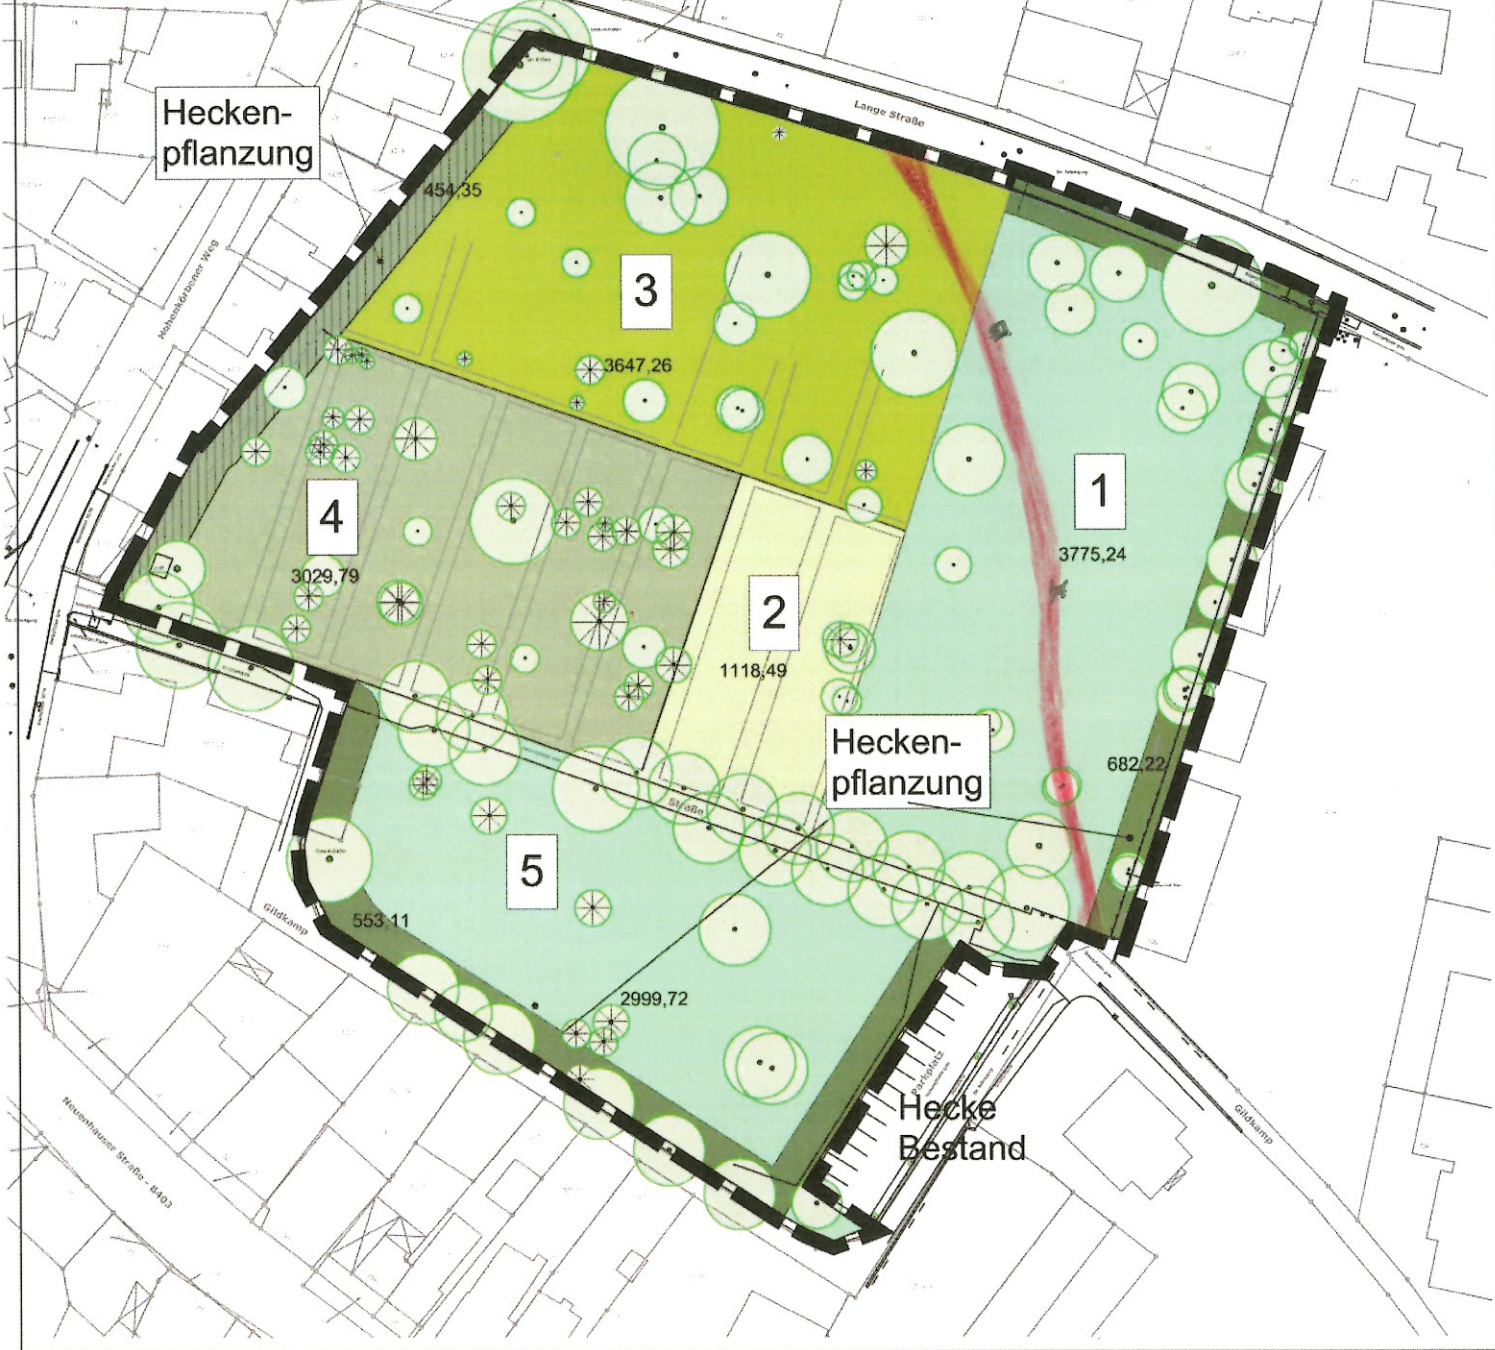 Lange Straße
Hecken-
pflanzung
454,35
Hohenkörbener Weg
3
3647,26
1
3775,24
4
3029,79
2
1118,49
Hecken-
pflanzung
682,22
Straße
5
553,11
Gildkamp
2999,72
Parkplatz
Hecke
Bestand
Gildkamp
Neuenhauser Straße - B403